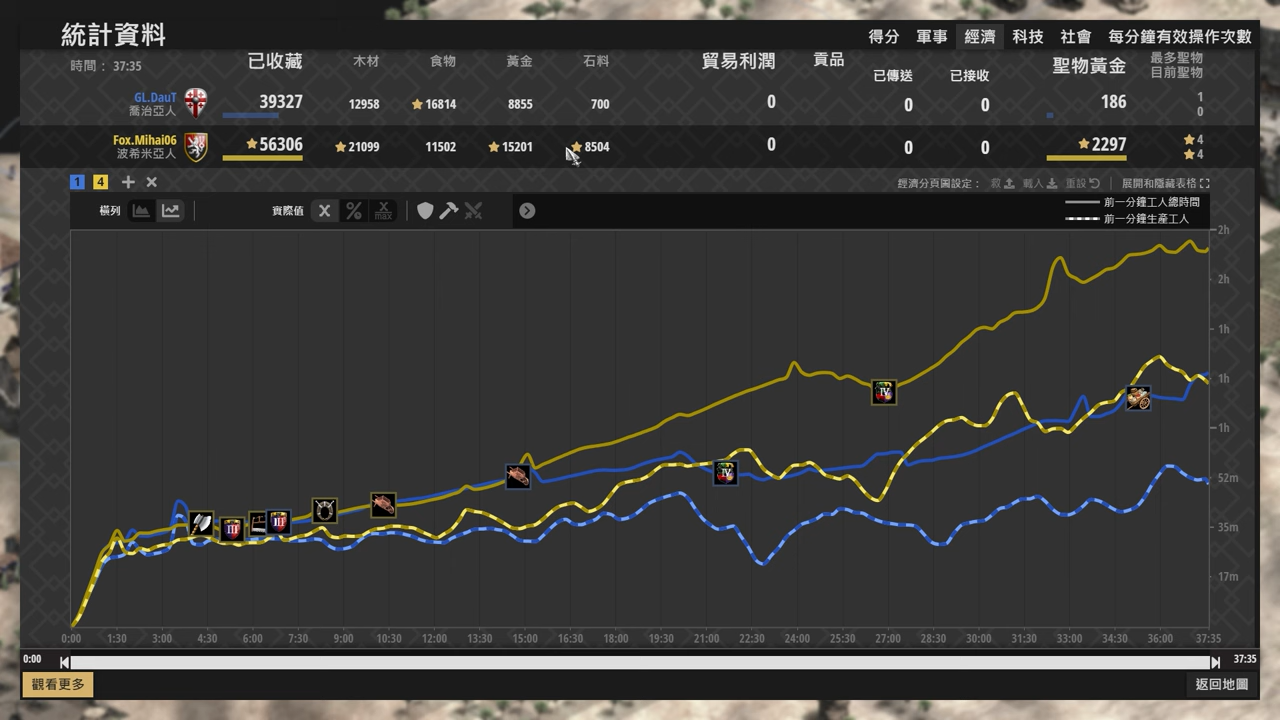 統計資料
得分 軍事 經濟 科技 社會 每分鐘有效操作次數
時間： 37:35 已收藏 木材 食物 黃金 石料 貿易利潤 貢品 已傳送 已接收 聖物黃金 最多聖物
目前聖物
GL.DauT
喬治亞人
39327 12958 16814 8855 700 0 0 0 186 1
0
Fox.Mihai06
波希米亞人
56306 21099 11502 15201 8504 0 0 0 2297 4
4
1 4 經濟分頁圖設定： 載入 重設 展開和隱藏表格
橫列 實際值 X % X max
前一分鐘工人總時間
前一分鐘生產工人
2h
2h
1h
1h
1h
52m
35m
17m
III III IV IV
0:00 1:30 3:00 4:30 6:00 7:30 9:00 10:30 12:00 13:30 15:00 16:30 18:00 19:30 21:00 22:30 24:00 25:30 27:00 28:30 30:00 31:30 33:00 34:30 36:00 37:35
0:00 37:35
觀看更多 返回地圖